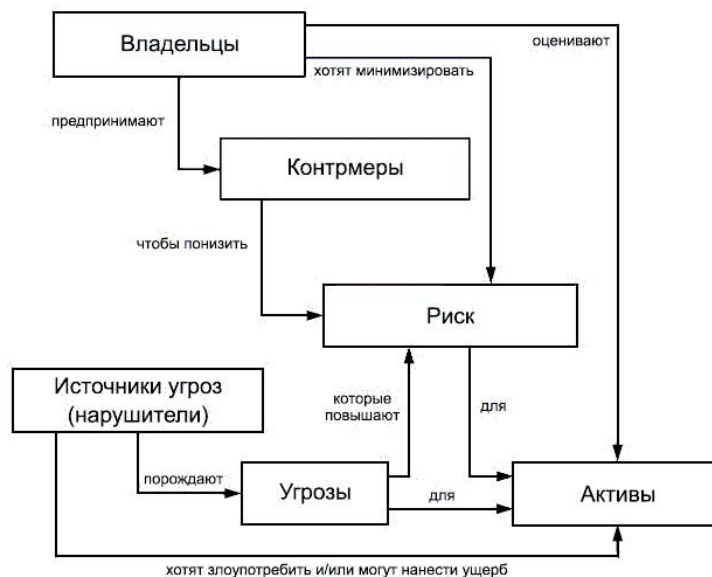 Владельцы
оценивают
хотят минимизировать
предпринимают
Контрмеры
чтобы понизить
Риск
Источники угроз
(нарушители)
которые
повышают
для
порождают
Угрозы
для
Активы
хотят злоупотребить и/или могут нанести ущерб